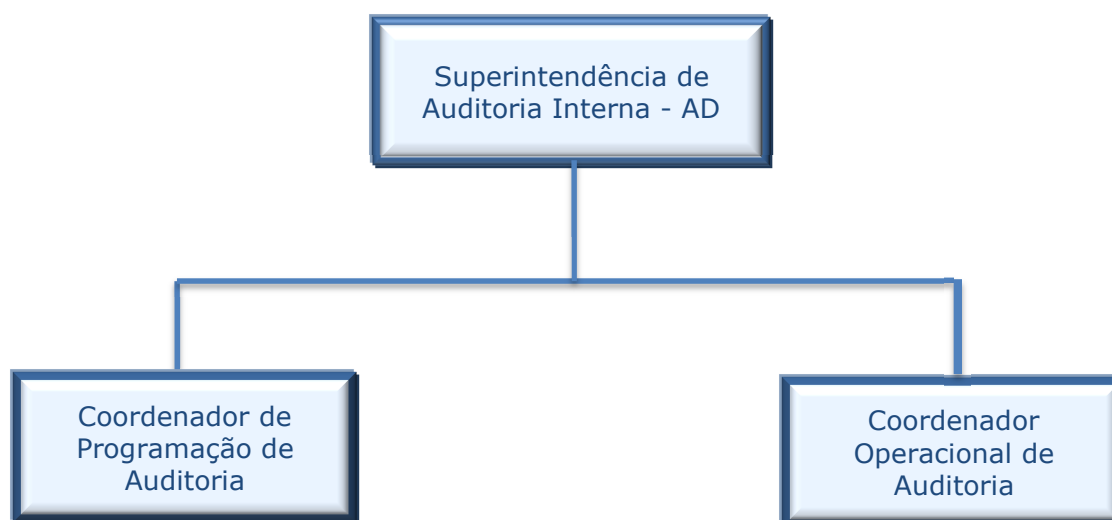 Superintendência de
Auditoria Interna - AD
Coordenador de
Programação de
Auditoria
Coordenador
Operacional de
Auditoria